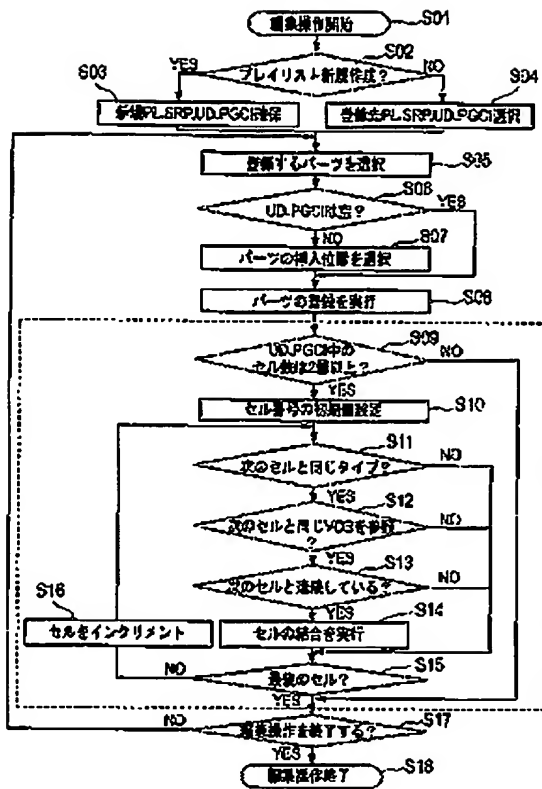 編集操作開始 S01
S02
プレイリスト新規作成?
YES NO
S03 S04
新規PL_SRP,UD_PGCI確保
登録先PL_SRP,UD_PGCI選択
登録するパーツを選択 S05
S06
UD_PGCIは空?
YES
NO S07
パーツの挿入位置を選択
パーツの登録を実行 S08
S09
UD_PGCI中の
セル数は2個以上?
NO
YES
セル番号の初期値設定 S10
S11
次のセルと同じタイプ?
NO
YES S12
次のセルと同じVOBを参照
?
NO
YES S13
次のセルと連続している?
NO
S16 YES S14
セルをインクリメント
セルの結合を実行
S15
NO 最後のセル?
YES
S17
NO 編集操作を終了する?
YES
編集操作終了 S18